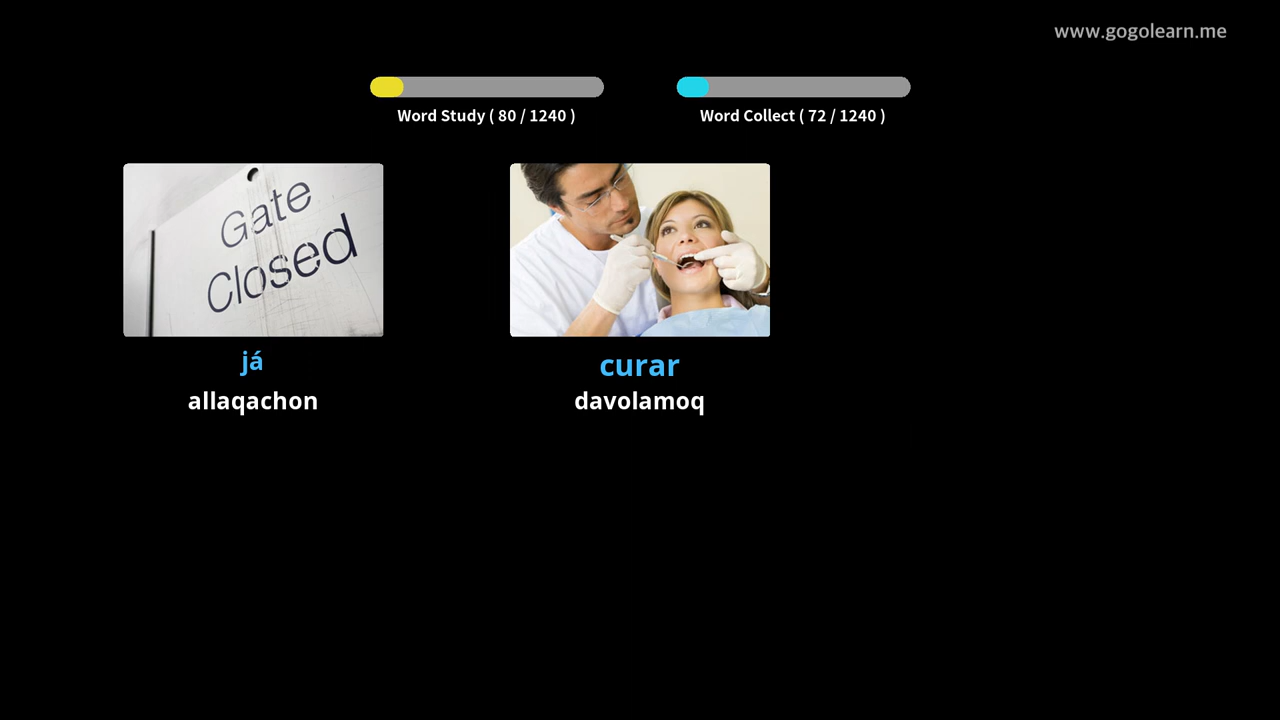 www.gogolearn.me
Word Study ( 80 / 1240 )
Word Collect ( 72 / 1240 )
Gate
Closed
já
allaqachon
curar
davolamoq